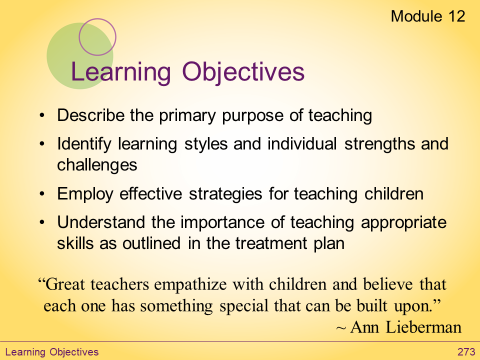 Module 12
Learning Objectives
• Describe the primary purpose of teaching
• Identify learning styles and individual strengths and
challenges
• Employ effective strategies for teaching children
• Understand the importance of teaching appropriate
skills as outlined in the treatment plan
“Great teachers empathize with children and believe that
each one has something special that can be built upon.”
~ Ann Lieberman
Learning Objectives 273